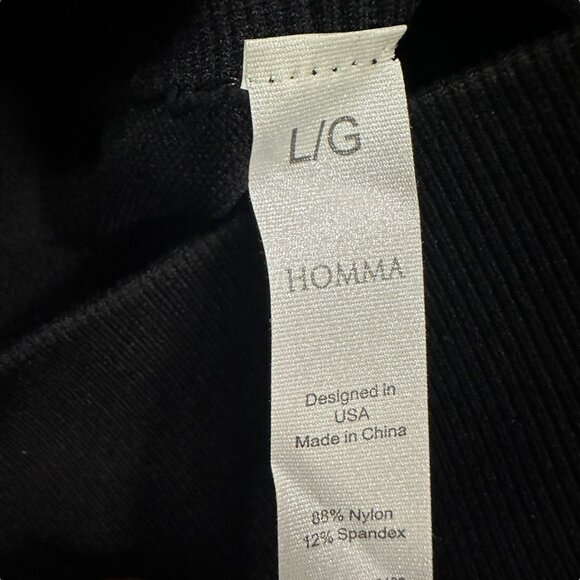 L/G
HOMMA
Designed in
USA
Made in China
88% Nylon
12% Spandex